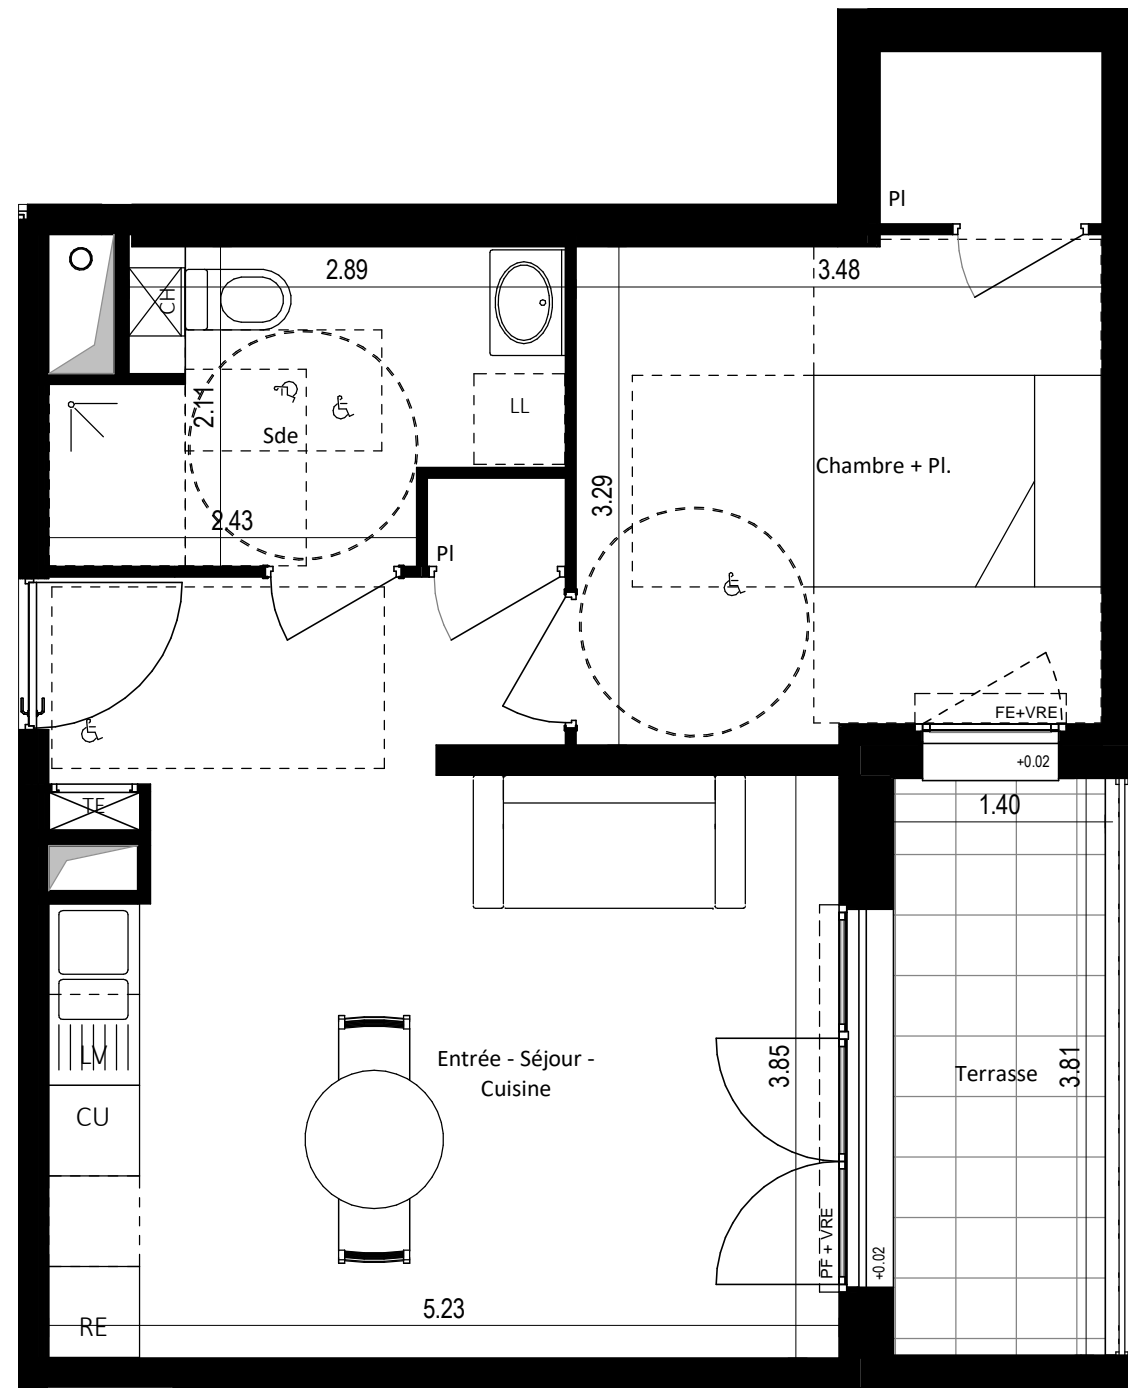 Pl
2.89
3.48
CH
2.11
LL
Sde
Chambre + Pl.
3.29
2.43
Pl
FE+VRE
+0.02
TE
1.40
LV
Entrée - Séjour -
Cuisine
3.85
Terrasse
3.81
CU
PF + VRE
+0.02
5.23
RE